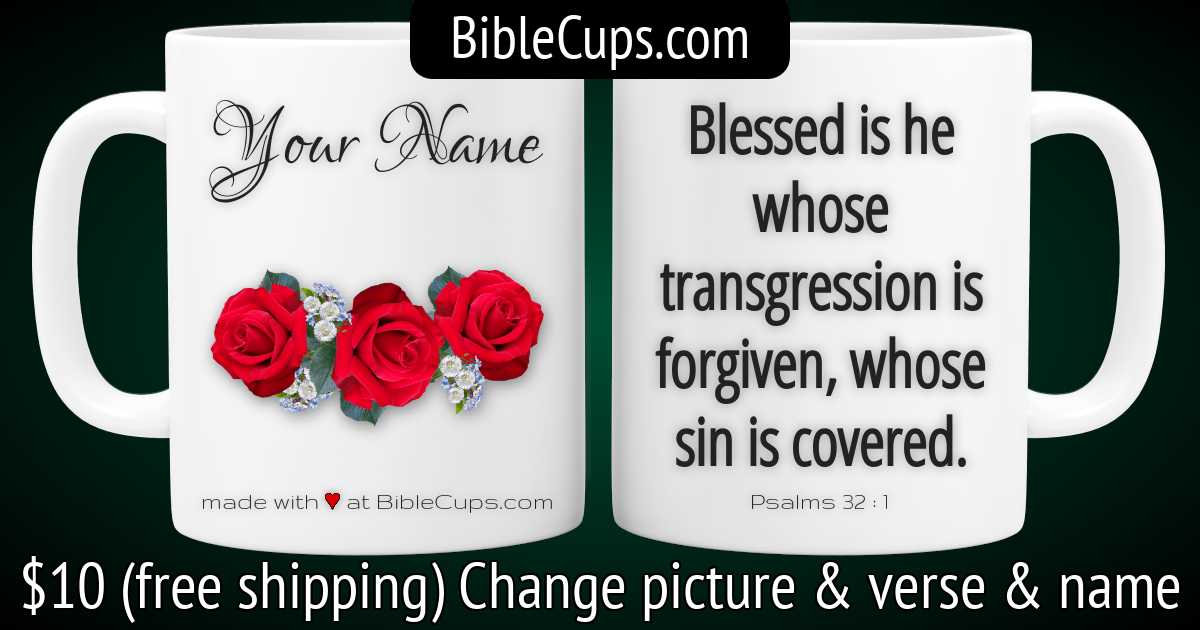 BibleCups.com
Your Name
made with ♥ at BibleCups.com
Blessed is he
whose
transgression is
forgiven, whose
sin is covered.
Psalms 32 : 1
$10 (free shipping) Change picture & verse & name